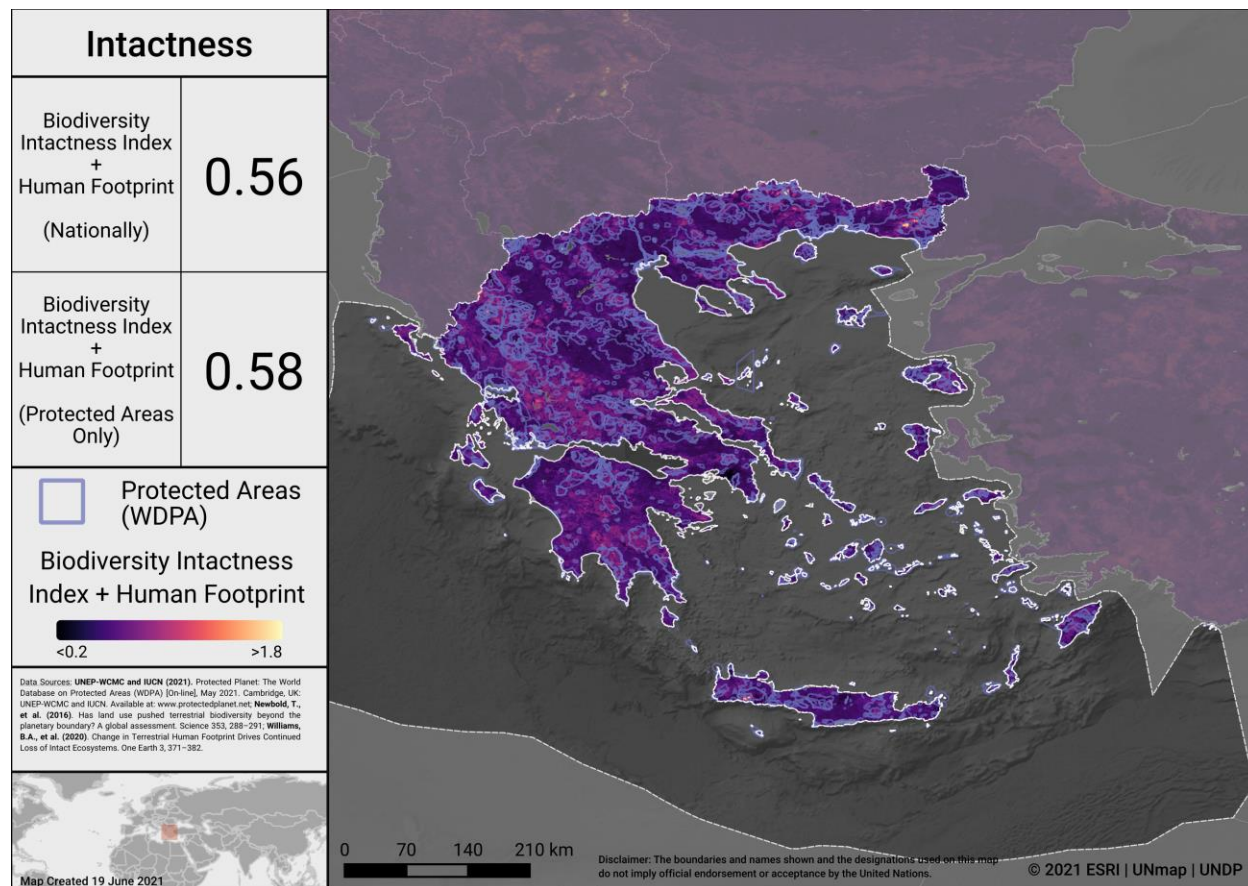 Intactness
Biodiversity
Intactness Index
+
Human Footprint
(Nationally)
0.56
Biodiversity
Intactness Index
+
Human Footprint
(Protected Areas
Only)
0.58
Protected Areas
(WDPA)
Biodiversity Intactness
Index + Human Footprint
<0.2 >1.8
Data Sources: UNEP-WCMC and IUCN (2021). Protected Planet: The World
Database on Protected Areas (WDPA) [On-line], May 2021. Cambridge, UK:
UNEP-WCMC and IUCN. Available at: www.protectedplanet.net; Newbold, T.,
et al. (2016). Has land use pushed terrestrial biodiversity beyond the
planetary boundary? A global assessment. Science 353, 288–291; Williams,
B.A., et al. (2020). Change in Terrestrial Human Footprint Drives Continued
Loss of Intact Ecosystems. One Earth 3, 371–382.
Map Created 19 June 2021
0 70 140 210 km
Disclaimer: The boundaries and names shown and the designations used on this map
do not imply official endorsement or acceptance by the United Nations.
© 2021 ESRI | UNmap | UNDP